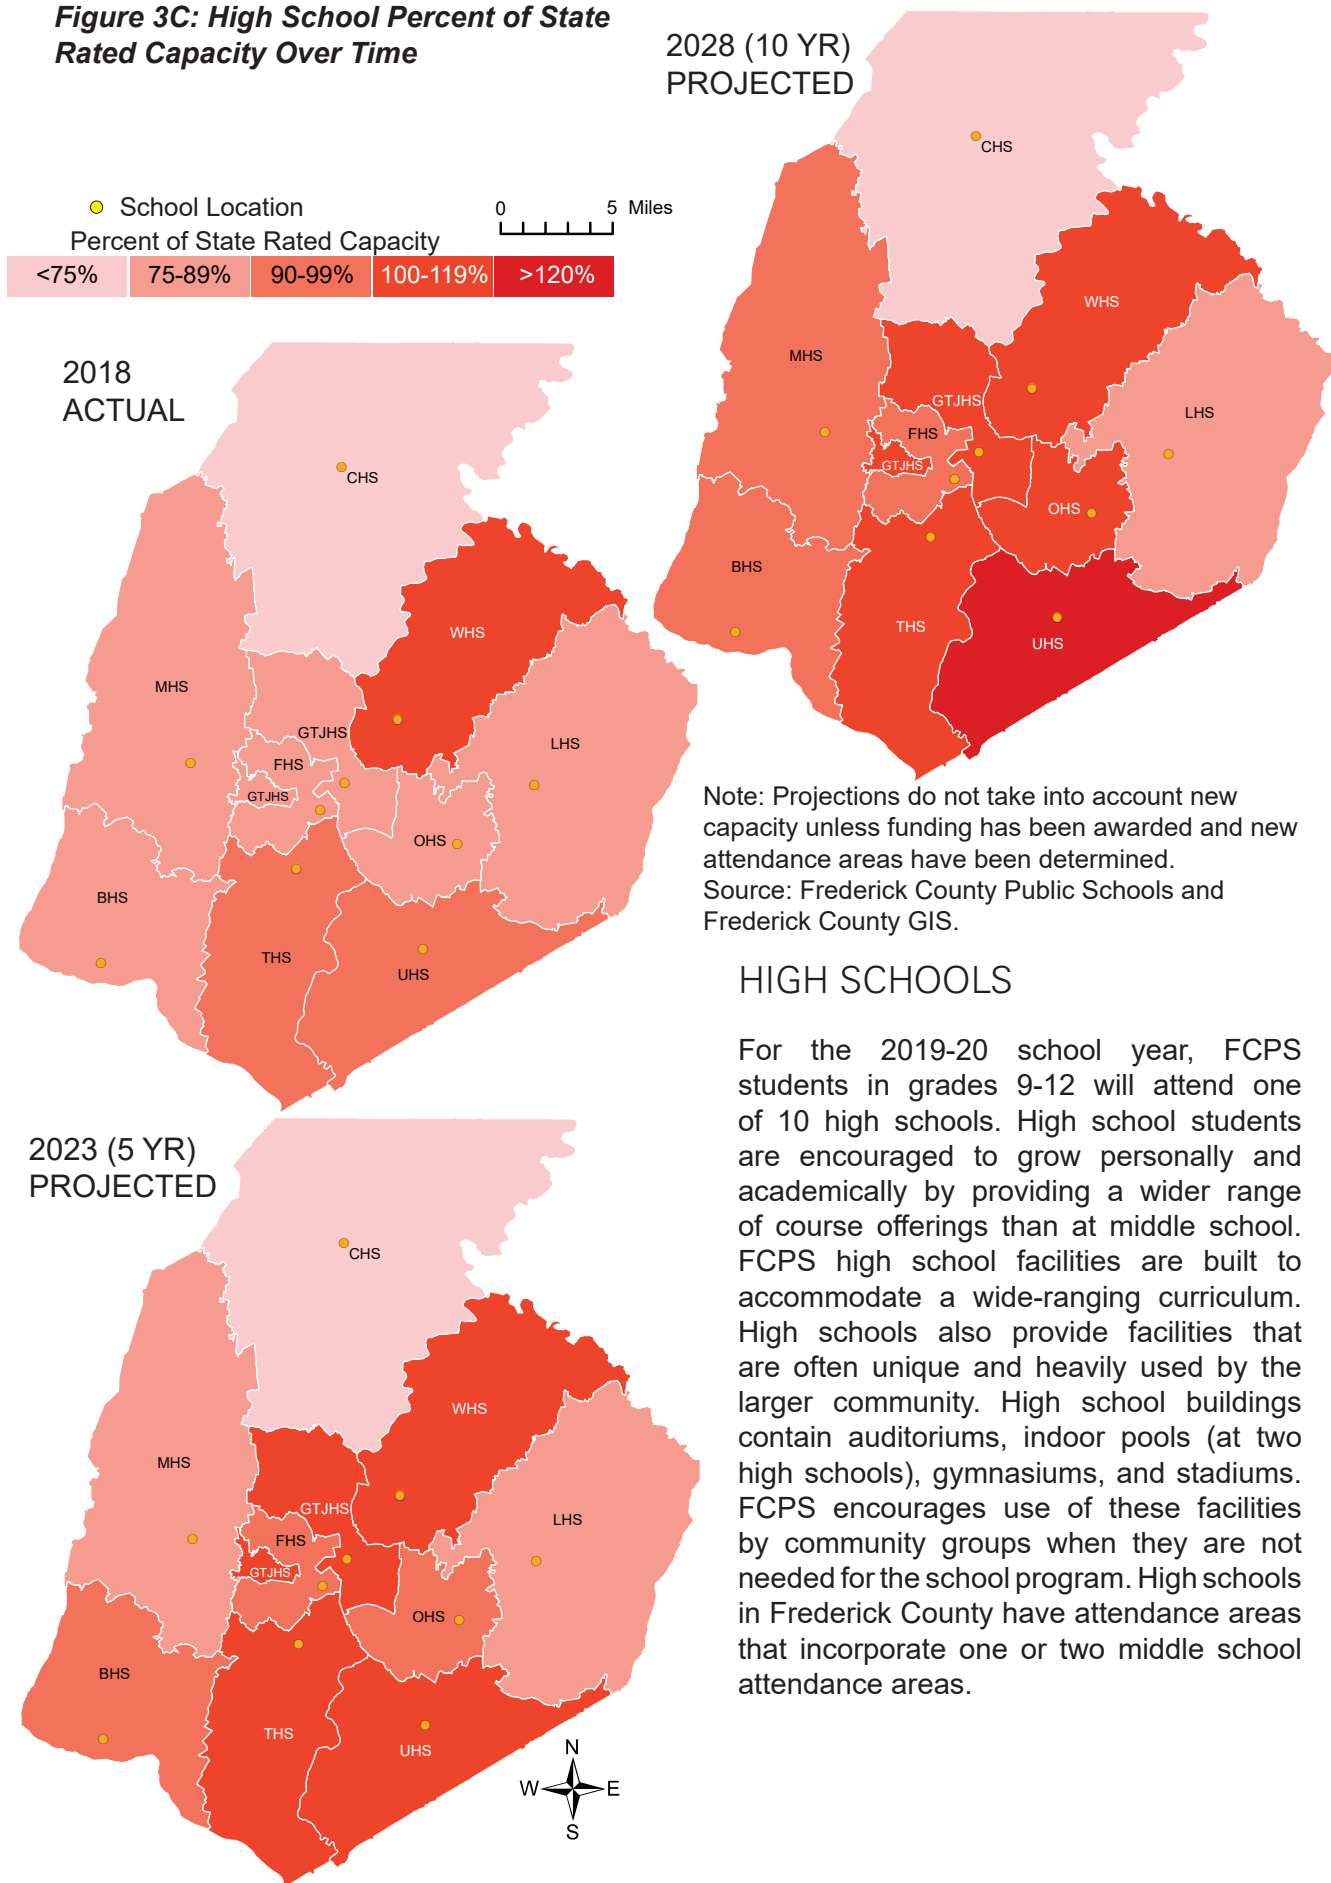 Figure 3C: High School Percent of State
Rated Capacity Over Time
School Location
0 5 Miles
Percent of State Rated Capacity
<75% 75-89% 90-99% 100-119% >120%
2018
ACTUAL
CHS
WHS
MHS
GTJHS
LHS
FHS
GTJHS
OHS
BHS
THS
UHS
2023 (5 YR)
PROJECTED
CHS
WHS
MHS
GTJHS
LHS
FHS
GTJHS
OHS
BHS
THS
UHS
N
W E
S
2028 (10 YR)
PROJECTED
CHS
WHS
MHS
GTJHS
LHS
FHS
GTJHS
OHS
BHS
THS
UHS
Note: Projections do not take into account new
capacity unless funding has been awarded and new
attendance areas have been determined.
Source: Frederick County Public Schools and
Frederick County GIS.
HIGH SCHOOLS
For the 2019-20 school year, FCPS
students in grades 9-12 will attend one
of 10 high schools. High school students
are encouraged to grow personally and
academically by providing a wider range
of course offerings than at middle school.
FCPS high school facilities are built to
accommodate a wide-ranging curriculum.
High schools also provide facilities that
are often unique and heavily used by the
larger community. High school buildings
contain auditoriums, indoor pools (at two
high schools), gymnasiums, and stadiums.
FCPS encourages use of these facilities
by community groups when they are not
needed for the school program. High schools
in Frederick County have attendance areas
that incorporate one or two middle school
attendance areas.